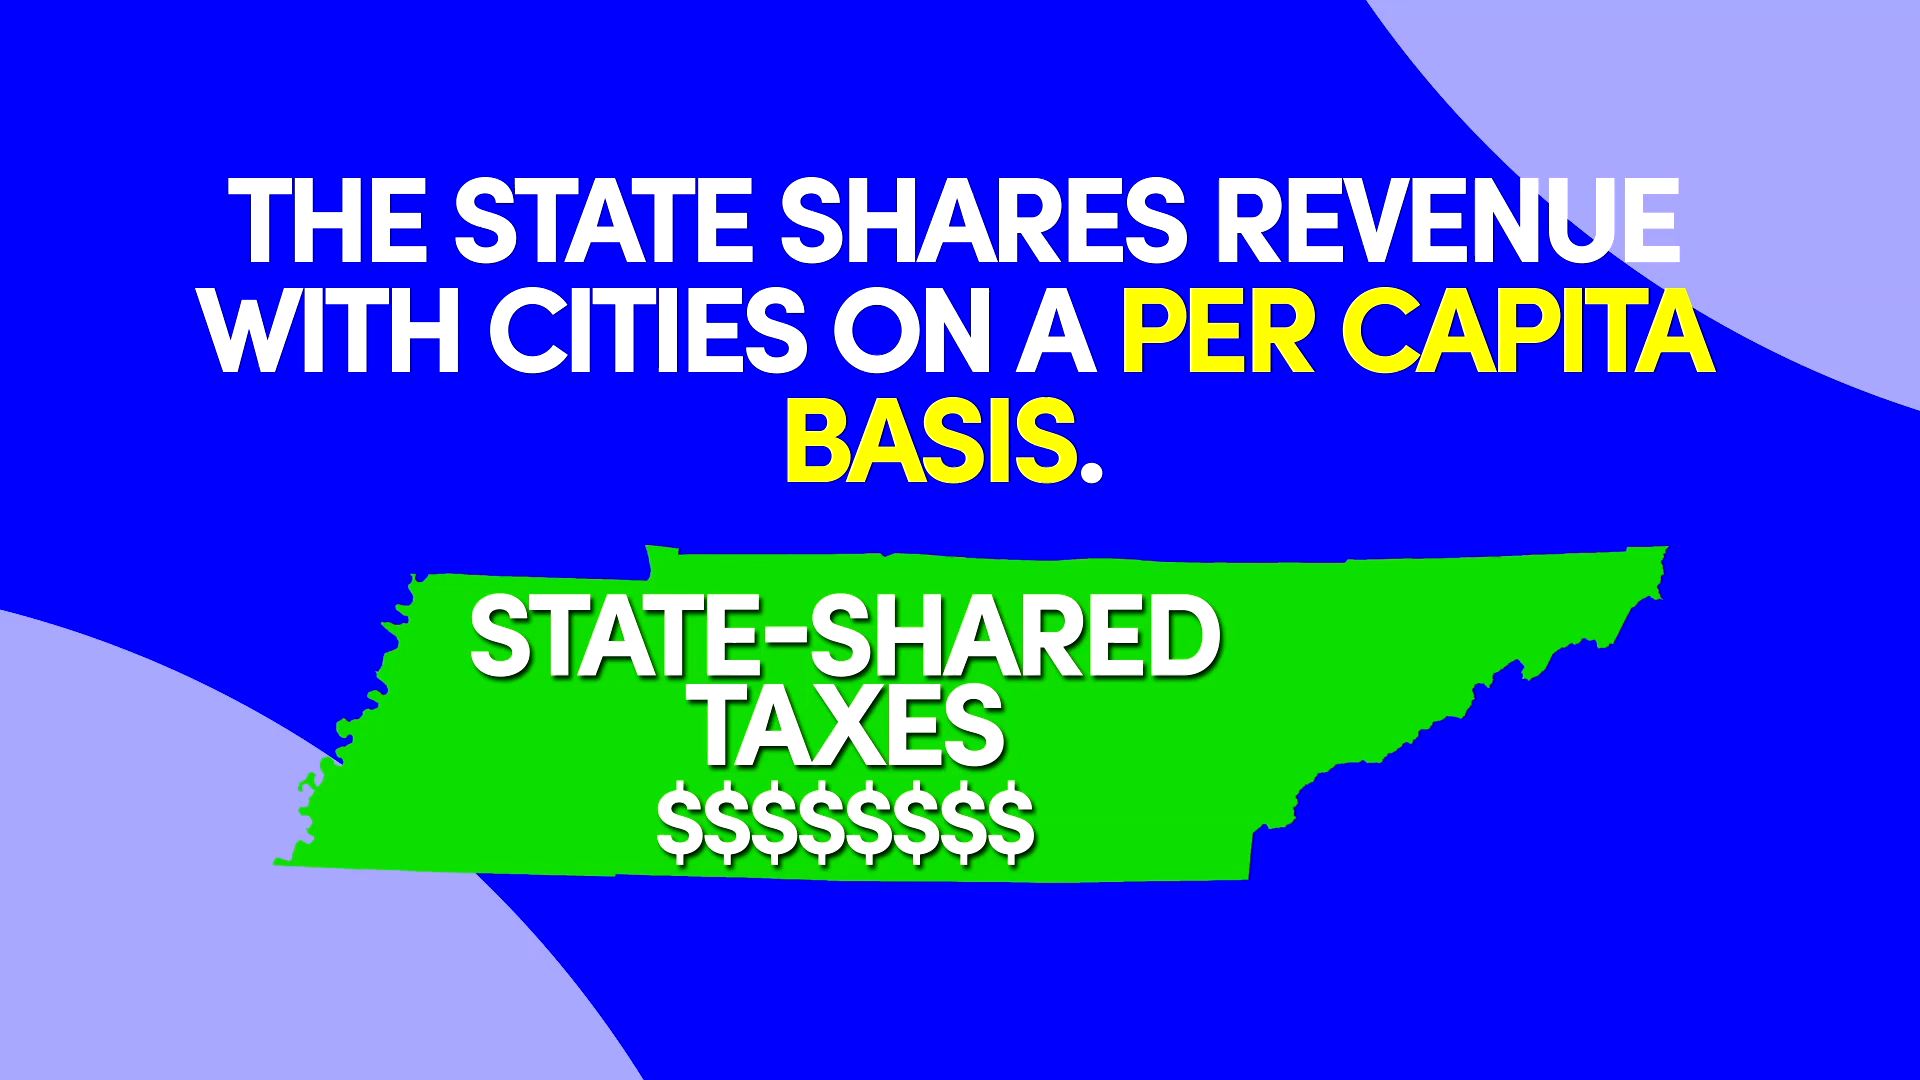 THE STATE SHARES REVENUE
WITH CITIES ON A PER CAPITA
BASIS.
STATE-SHARED
TAXES
$$$$$$$$